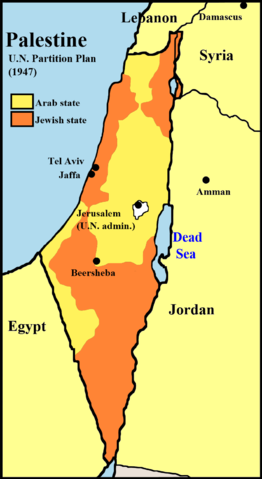 Lebanon
Damascus
Palestine
U.N. Partition Plan
(1947)
Syria
Arab state
Jewish state
Tel Aviv
Jaffa
Amman
Jerusalem
(U.N. admin.)
Dead
Sea
Beersheba
Jordan
Egypt